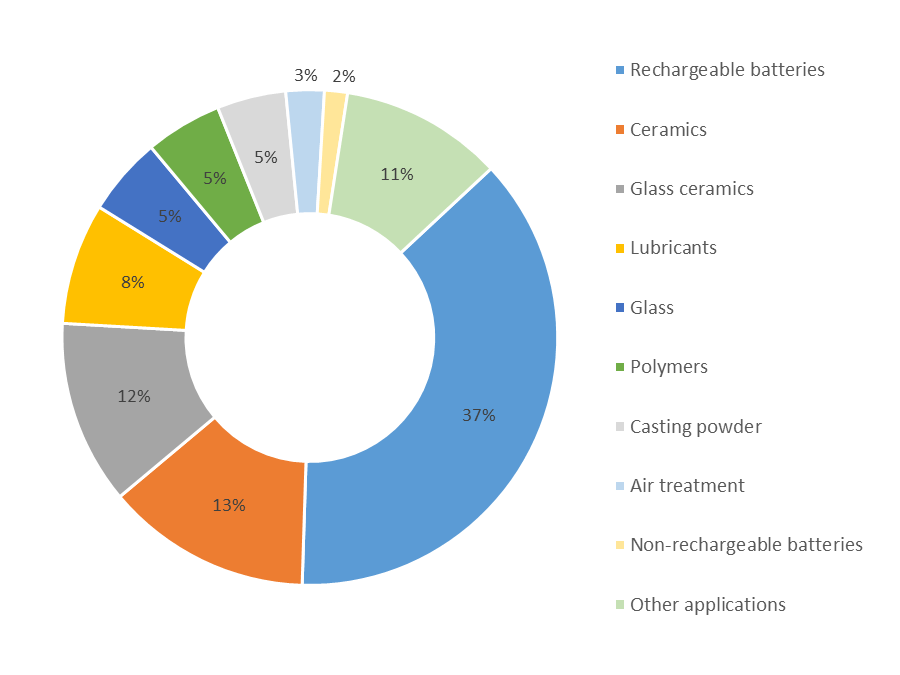 3%
2%
11%
5%
5%
5%
8%
12%
37%
13%
Rechargeable batteries
Ceramics
Glass ceramics
Lubricants
Glass
Polymers
Casting powder
Air treatment
Non-rechargeable batteries
Other applications